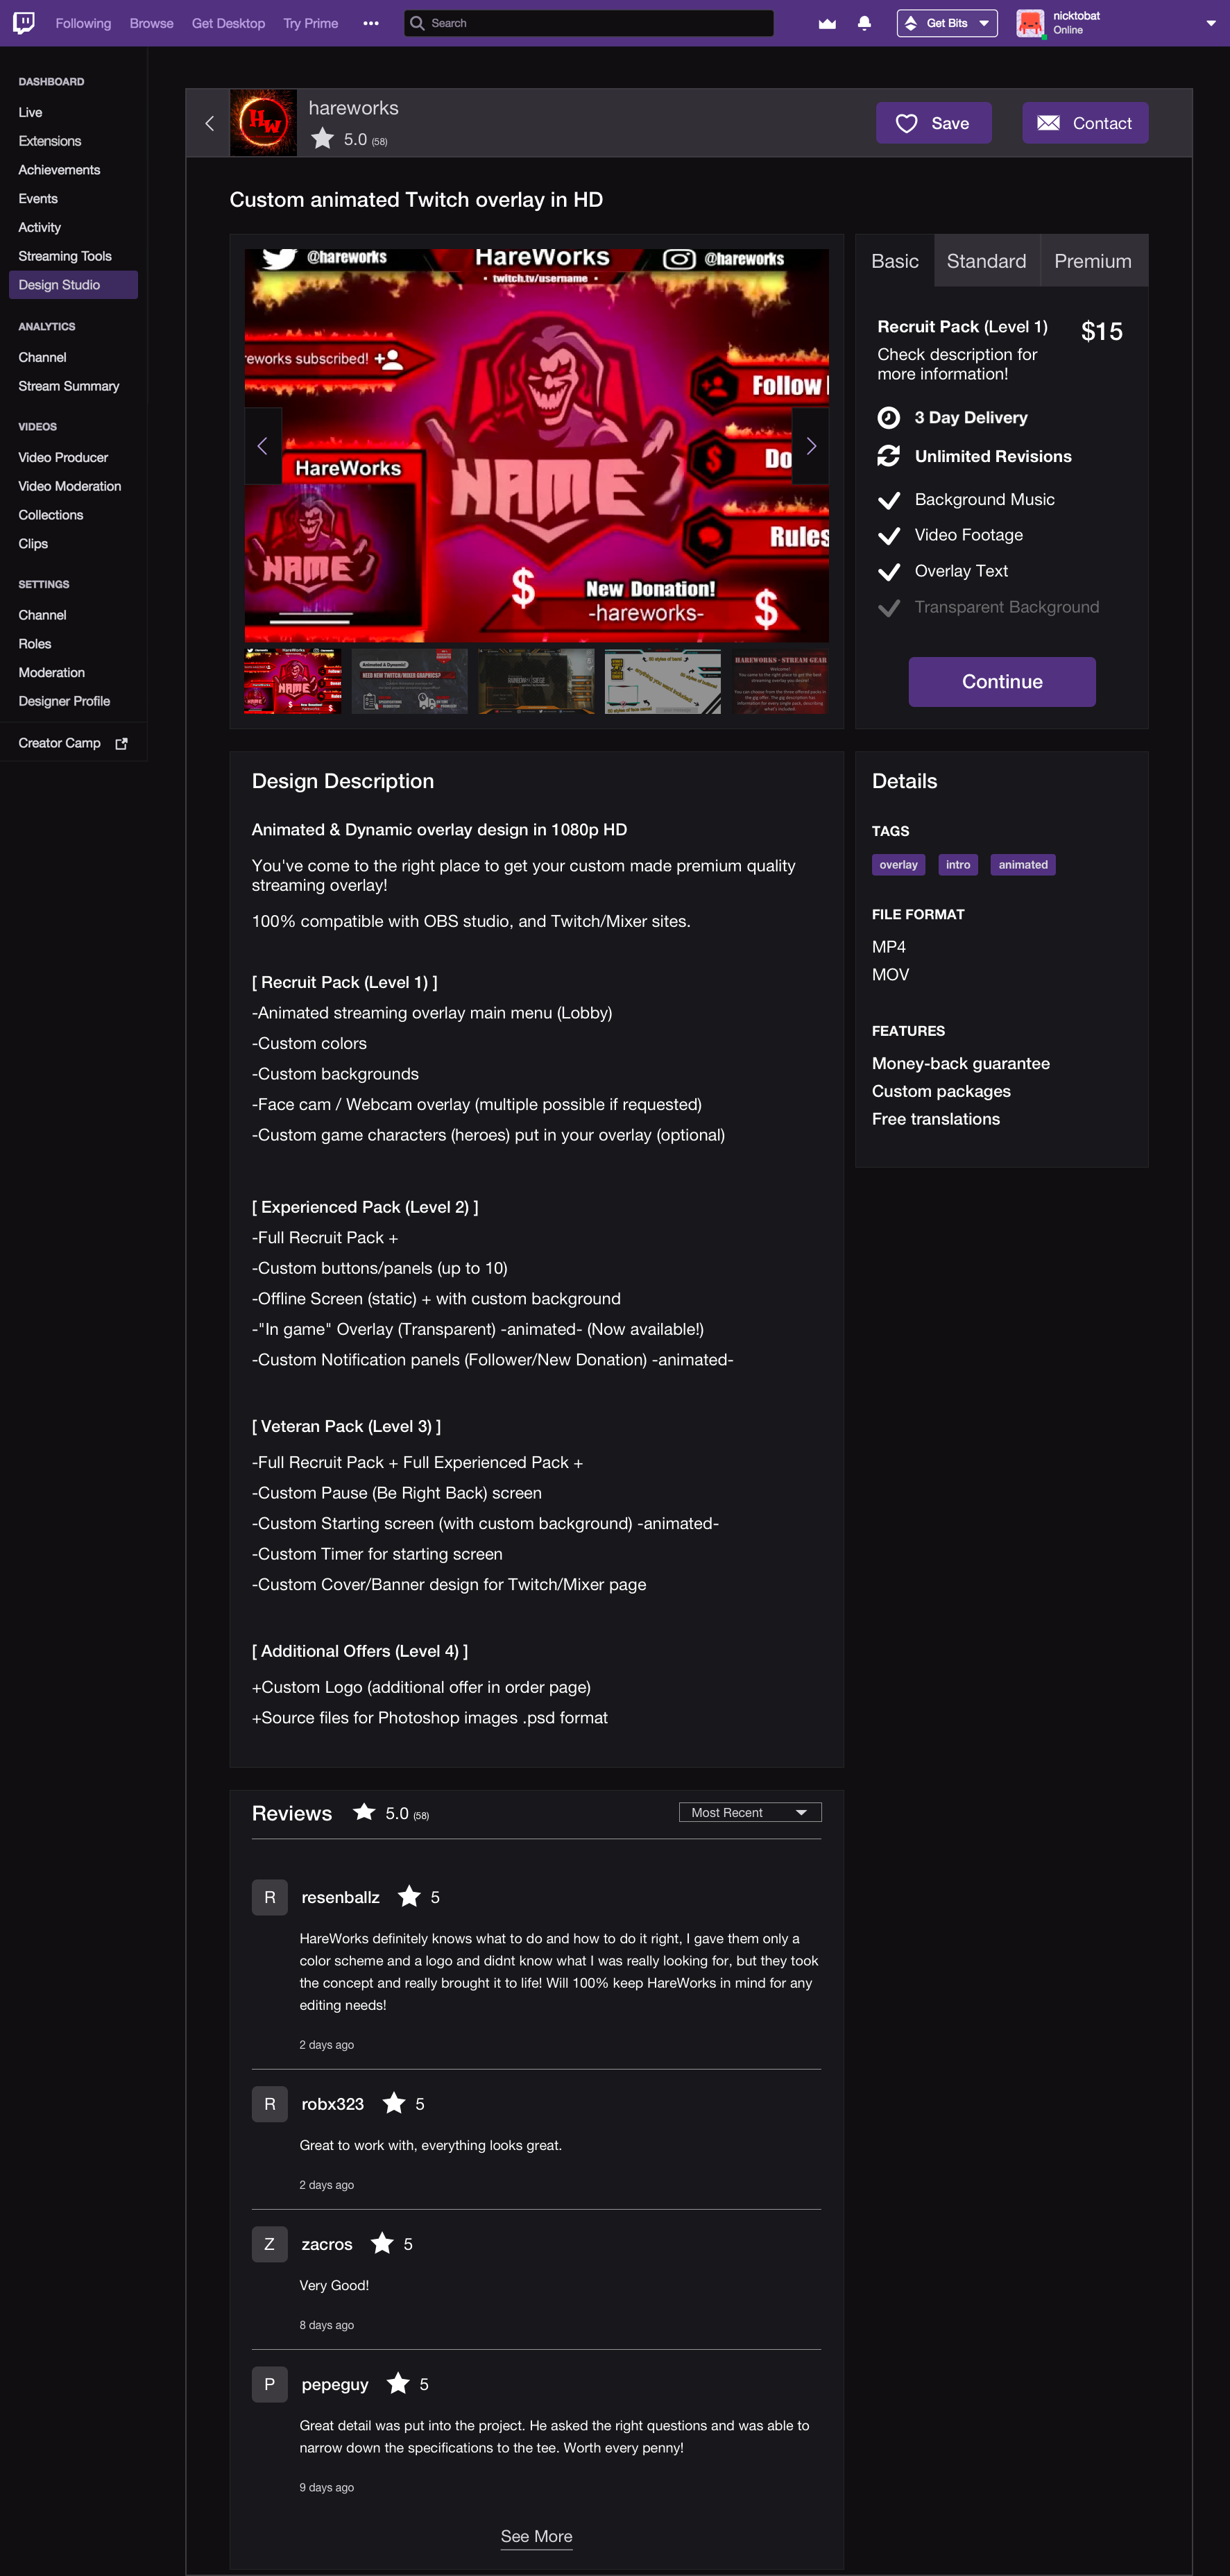 Following Browse Get Desktop Try Prime ••• Search Get Bits nicktobat
Online
DASHBOARD
Live
Extensions
Achievements
Events
Activity
Streaming Tools
Design Studio
ANALYTICS
Channel
Stream Summary
VIDEOS
Video Producer
Video Moderation
Collections
Clips
SETTINGS
Channel
Roles
Moderation
Designer Profile
Creator Camp
HW
hareworks
5.0 (58)
Save
Contact
Custom animated Twitch overlay in HD
@hareworks HareWorks @hareworks
• twitch.tv/username •
eworks subscribed!
Follow
HareWorks
Do
NAME
NAME
Rules
$ New Donation!
-hareworks- $
NAME
Animated & Dynamic!
NEED NEW TWITCH/MIXER GRAPHICS?
HAREWORKS - STREAM GEAR
Basic Standard Premium
Recruit Pack (Level 1) $15
Check description for
more information!
3 Day Delivery
Unlimited Revisions
Background Music
Video Footage
Overlay Text
Transparent Background
Continue
Design Description
Animated & Dynamic overlay design in 1080p HD
You've come to the right place to get your custom made premium quality
streaming overlay!
100% compatible with OBS studio, and Twitch/Mixer sites.
[ Recruit Pack (Level 1) ]
-Animated streaming overlay main menu (Lobby)
-Custom colors
-Custom backgrounds
-Face cam / Webcam overlay (multiple possible if requested)
-Custom game characters (heroes) put in your overlay (optional)
[ Experienced Pack (Level 2) ]
-Full Recruit Pack +
-Custom buttons/panels (up to 10)
-Offline Screen (static) + with custom background
-"In game" Overlay (Transparent) -animated- (Now available!)
-Custom Notification panels (Follower/New Donation) -animated-
[ Veteran Pack (Level 3) ]
-Full Recruit Pack + Full Experienced Pack +
-Custom Pause (Be Right Back) screen
-Custom Starting screen (with custom background) -animated-
-Custom Timer for starting screen
-Custom Cover/Banner design for Twitch/Mixer page
[ Additional Offers (Level 4) ]
+Custom Logo (additional offer in order page)
+Source files for Photoshop images .psd format
Details
TAGS
overlay intro animated
FILE FORMAT
MP4
MOV
FEATURES
Money-back guarantee
Custom packages
Free translations
Reviews 5.0 (58) Most Recent
R resenballz 5
HareWorks definitely knows what to do and how to do it right, I gave them only a
color scheme and a logo and didnt know what I was really looking for, but they took
the concept and really brought it to life! Will 100% keep HareWorks in mind for any
editing needs!
2 days ago
R robx323 5
Great to work with, everything looks great.
2 days ago
Z zacros 5
Very Good!
8 days ago
P pepeguy 5
Great detail was put into the project. He asked the right questions and was able to
narrow down the specifications to the tee. Worth every penny!
9 days ago
See More